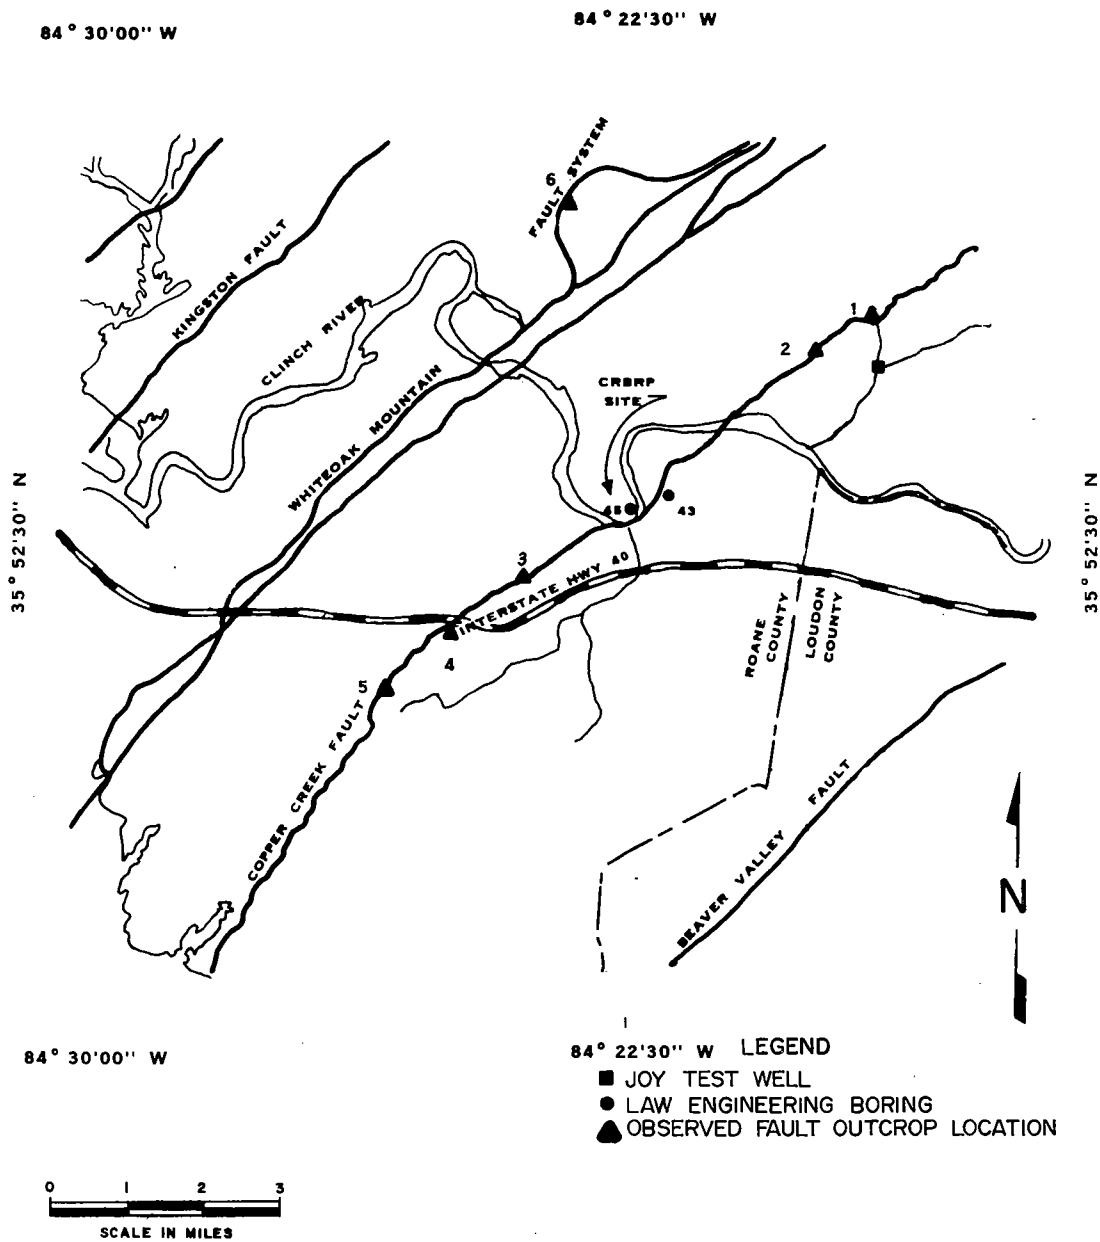 84° 22'30'' W
84° 30'00'' W
FAULT SYSTEM
6
KINGSTON FAULT
CLINCH RIVER
1
2
CRBRP
SITE
WHITEOAK MOUNTAIN
35° 52'30'' N
35° 52'30'' N
45
43
3
INTERSTATE HWY 40
4
5
ROANE
COUNTY
LOUDON
COUNTY
COPPER CREEK FAULT
BEAVER VALLEY FAULT
N
84° 30'00'' W
84° 22'30'' W
LEGEND
JOY TEST WELL
LAW ENGINEERING BORING
OBSERVED FAULT OUTCROP LOCATION
0 1 2 3
SCALE IN MILES